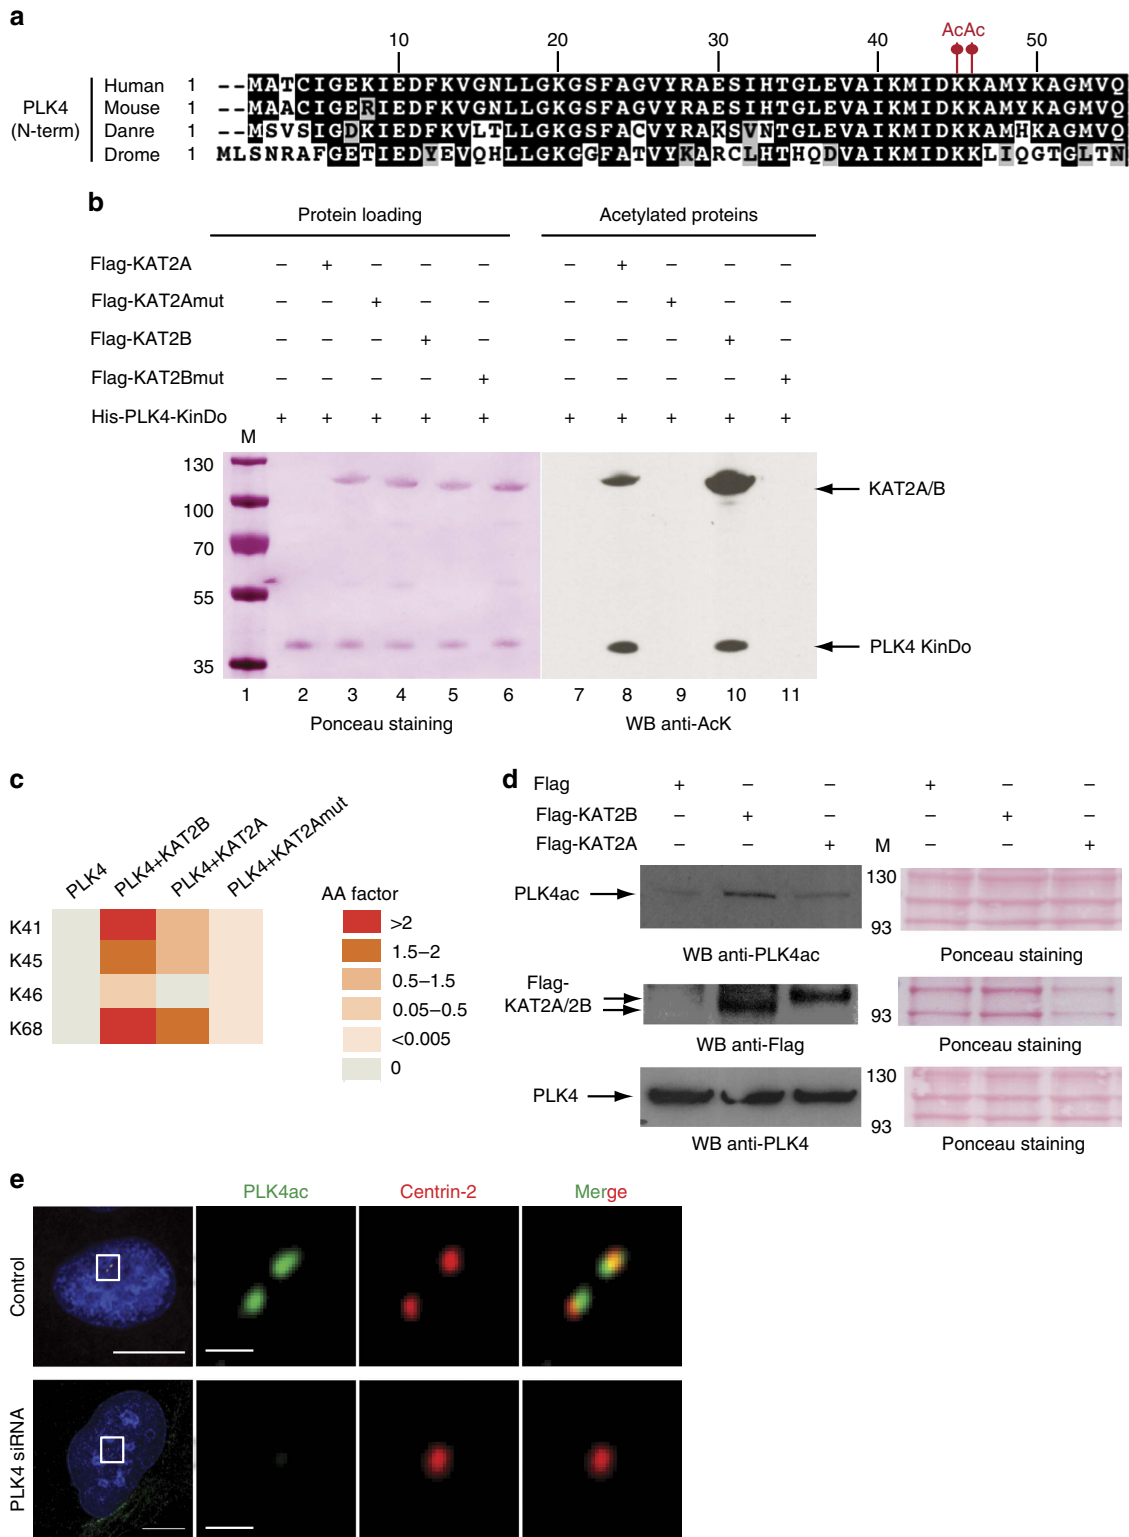 a
10 20 30 40 AcAc 50
PLK4 (N-term)
Human 1 --MATCIGEKIEDFKVGNLLGKGSFAGVYRAESIHTGLEVAIKMIDKKAMYKAGMVQ
Mouse 1 --MAACIGERIEDFKVGNLLGKGSFAGVYRAESIHTGLEVAIKMIDKKAMYKAGMVQ
Danre 1 --MSVSIGDKIEDFKVLTLLGKGSFACVYRAKSVNTGLEVAIKMIDKKAMHKAGMVQ
Drome 1 MLSNRAFGETIEDYEVQHLLGKGGFATVYKARCLHTHQDVAIKMIDKKLIQGTGLTN
b
Protein loading Acetylated proteins
Flag-KAT2A – + – – – – + – – –
Flag-KAT2Amut – – + – – – – + – –
Flag-KAT2B – – – + – – – – + –
Flag-KAT2Bmut – – – – + – – – – +
His-PLK4-KinDo + + + + + + + + + +
M
130
100
70
55
35
KAT2A/B
PLK4 KinDo
1 2 3 4 5 6 7 8 9 10 11
Ponceau staining WB anti-AcK
c
PLK4 PLK4+KAT2B PLK4+KAT2A PLK4+KAT2Amut
K41
K45
K46
K68
AA factor
>2
1.5–2
0.5–1.5
0.05–0.5
<0.005
0
d
Flag + – – + – –
Flag-KAT2B – + – – + –
Flag-KAT2A – – + M – – +
PLK4ac 130
93
WB anti-PLK4ac Ponceau staining
Flag-
KAT2A/2B 93
WB anti-Flag Ponceau staining
PLK4 130
93
WB anti-PLK4 Ponceau staining
e
PLK4ac Centrin-2 Merge
Control
PLK4 siRNA